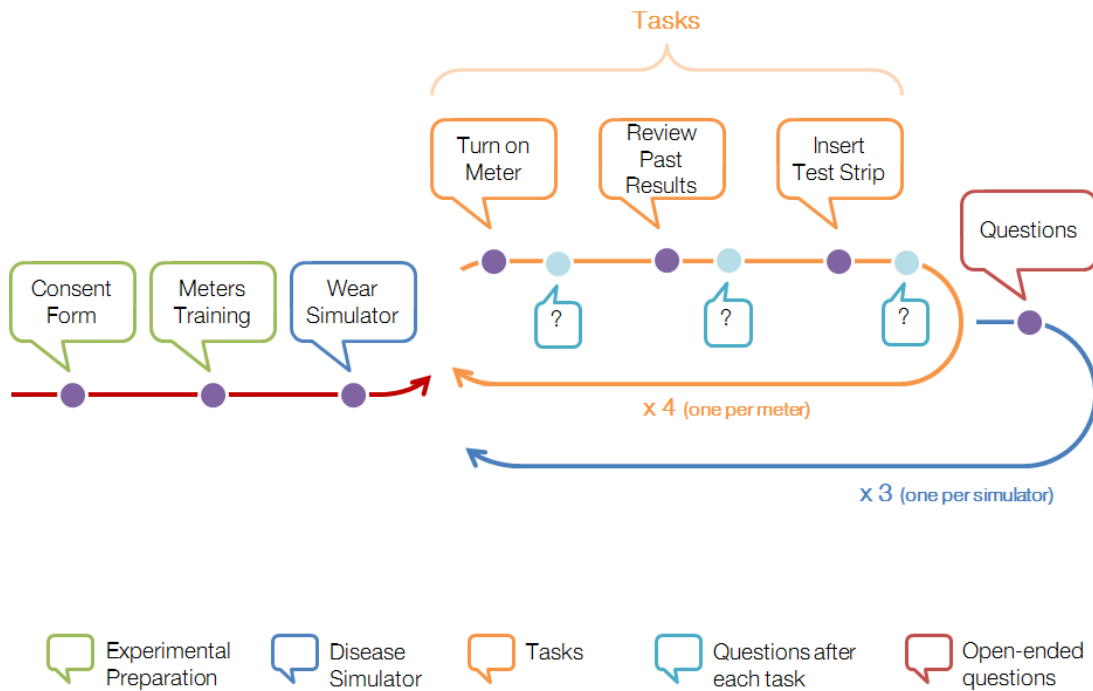 Tasks
Turn on
Meter
Review
Past
Results
Insert
Test Strip
Questions
Consent
Form
Meters
Training
Wear
Simulator
?
?
?
x 4 (one per meter)
x 3 (one per simulator)
Experimental
Preparation
Disease
Simulator
Tasks
Questions after
each task
Open-ended
questions